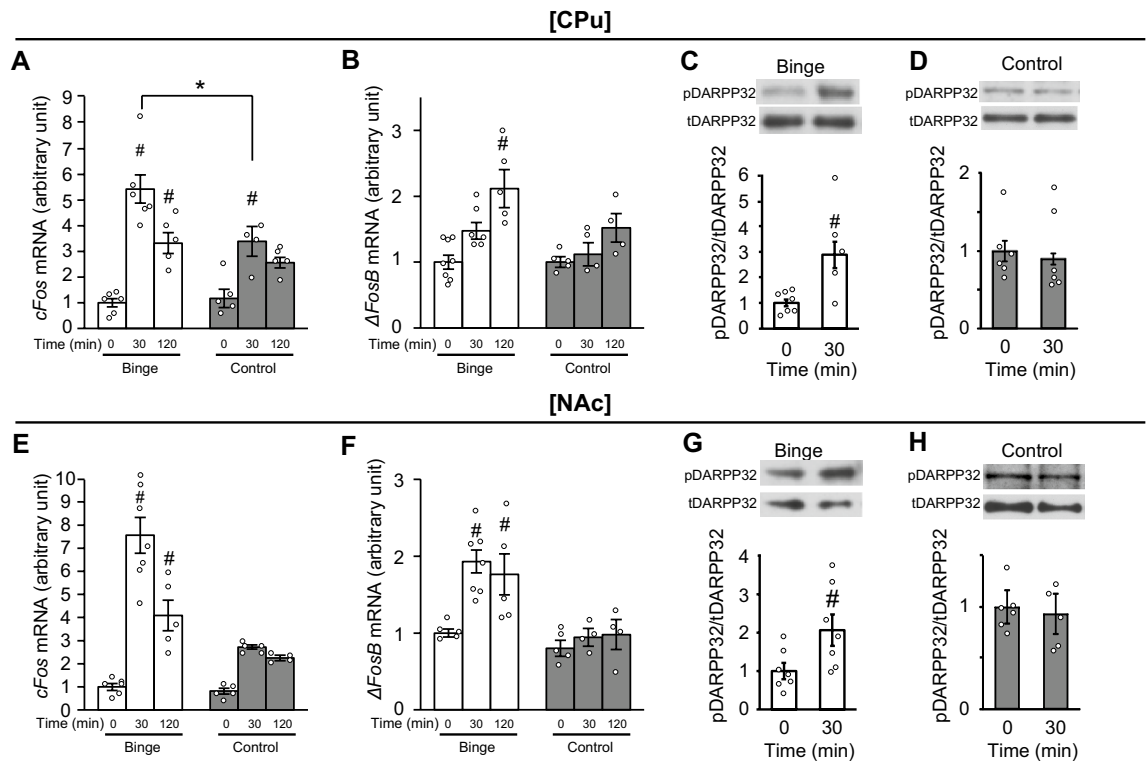 [CPu]
A
cFos mRNA (arbitrary unit)
9
8
7
6
5
4
3
2
1
0
*
#
#
#
Time (min) 0 30 120 0 30 120
Binge Control
B
ΔFosB mRNA (arbitrary unit)
3
2
1
0
#
Time (min) 0 30 120 0 30 120
Binge Control
C
Binge
pDARPP32
tDARPP32
pDARPP32/tDARPP32
7
6
5
4
3
2
1
0
#
0 30
Time (min)
D
Control
pDARPP32
tDARPP32
pDARPP32/tDARPP32
2
1
0
0 30
Time (min)
[NAc]
E
cFos mRNA (arbitrary unit)
10
9
8
7
6
5
4
3
2
1
0
#
#
Time (min) 0 30 120 0 30 120
Binge Control
F
ΔFosB mRNA (arbitrary unit)
3
2
1
0
#
#
Time (min) 0 30 120 0 30 120
Binge Control
G
Binge
pDARPP32
tDARPP32
pDARPP32/tDARPP32
4
3
2
1
0
#
0 30
Time (min)
H
Control
pDARPP32
tDARPP32
pDARPP32/tDARPP32
1
0
0 30
Time (min)